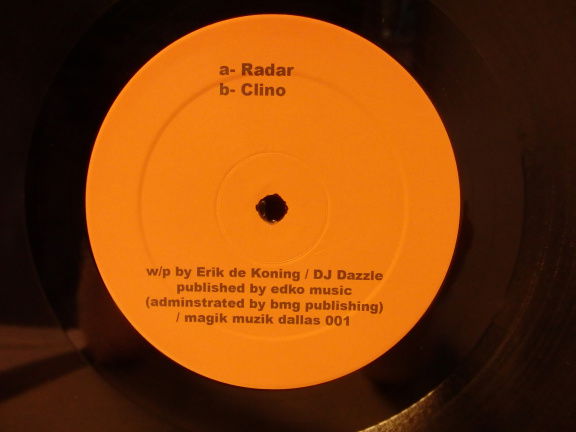 a- Radar
b- Clino
w/p by Erik de Koning / DJ Dazzle
published by edko music
(adminstrated by bmg publishing)
/ magik muzik dallas 001